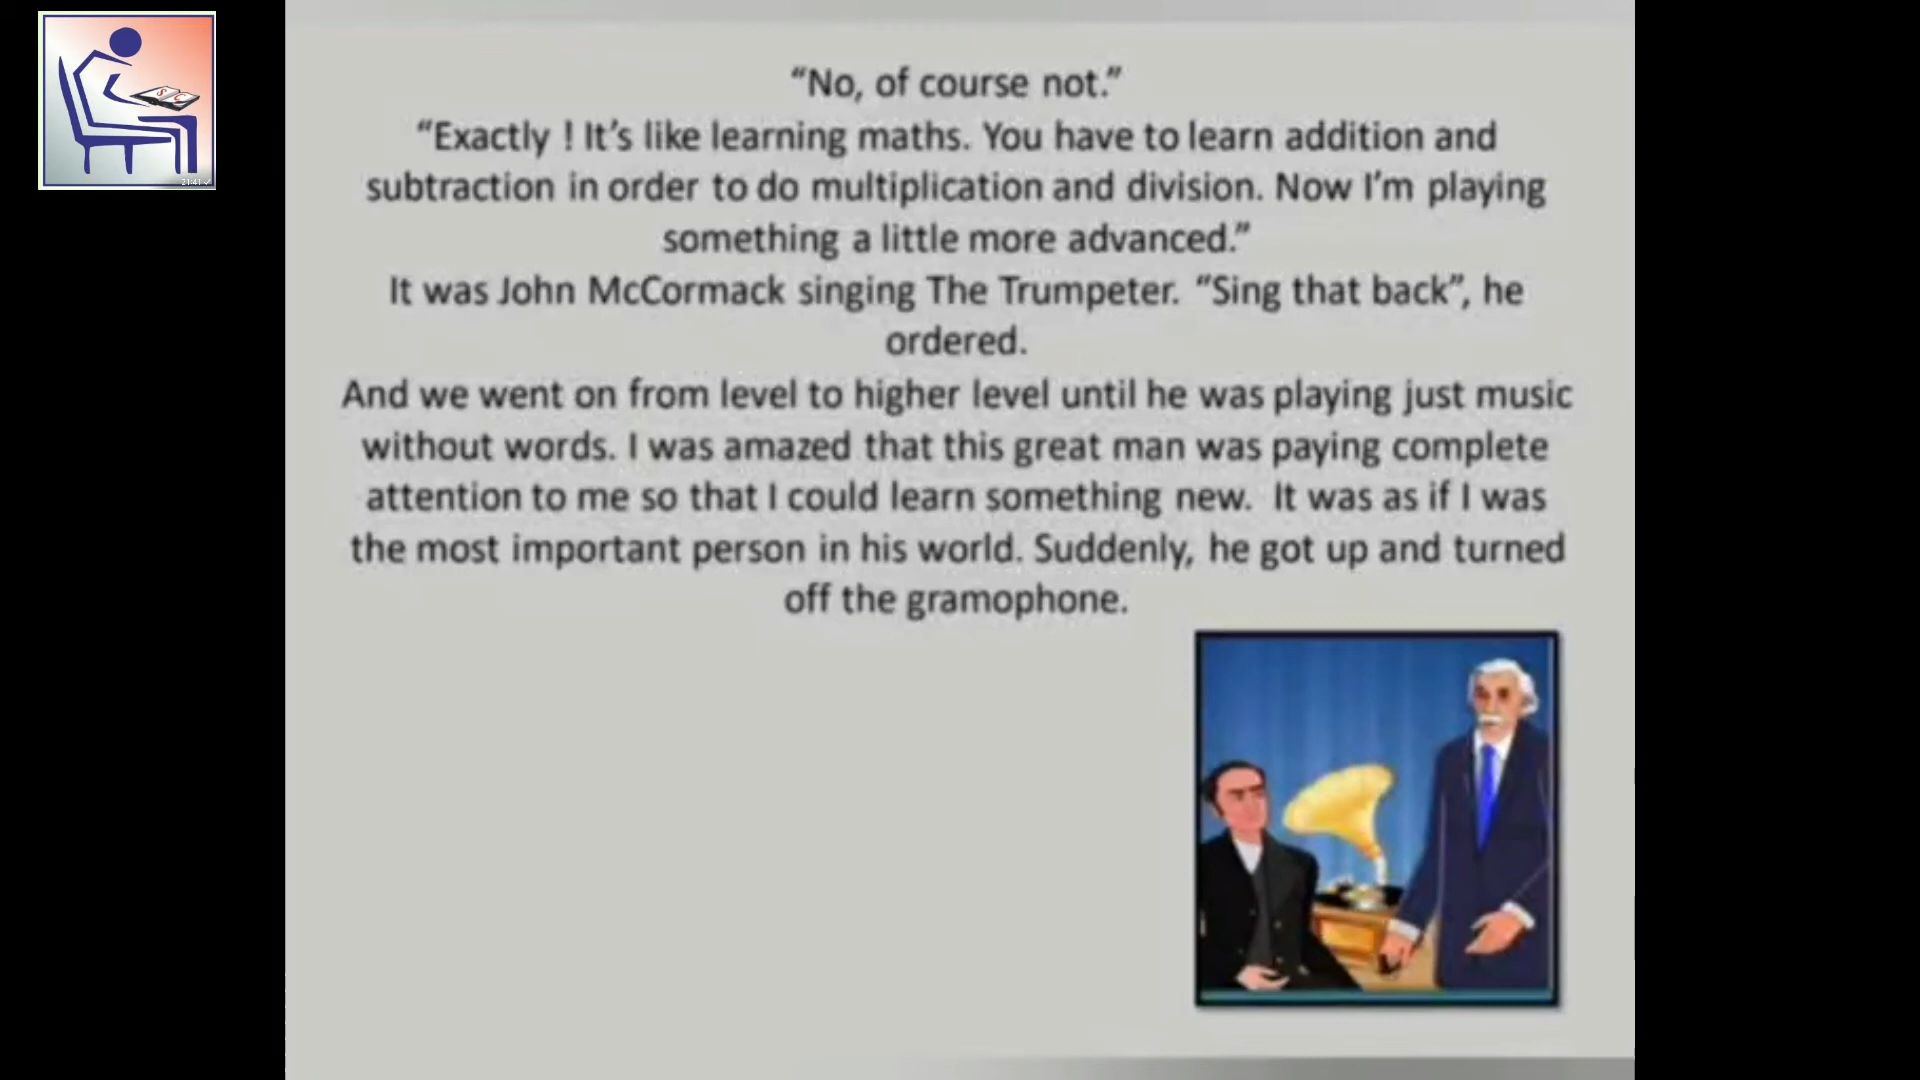 “No, of course not.”
“Exactly ! It’s like learning maths. You have to learn addition and
subtraction in order to do multiplication and division. Now I’m playing
something a little more advanced.”
It was John McCormack singing The Trumpeter. “Sing that back”, he
ordered.
And we went on from level to higher level until he was playing just music
without words. I was amazed that this great man was paying complete
attention to me so that I could learn something new.  It was as if I was
the most important person in his world. Suddenly, he got up and turned
off the gramophone.
S C
21:41